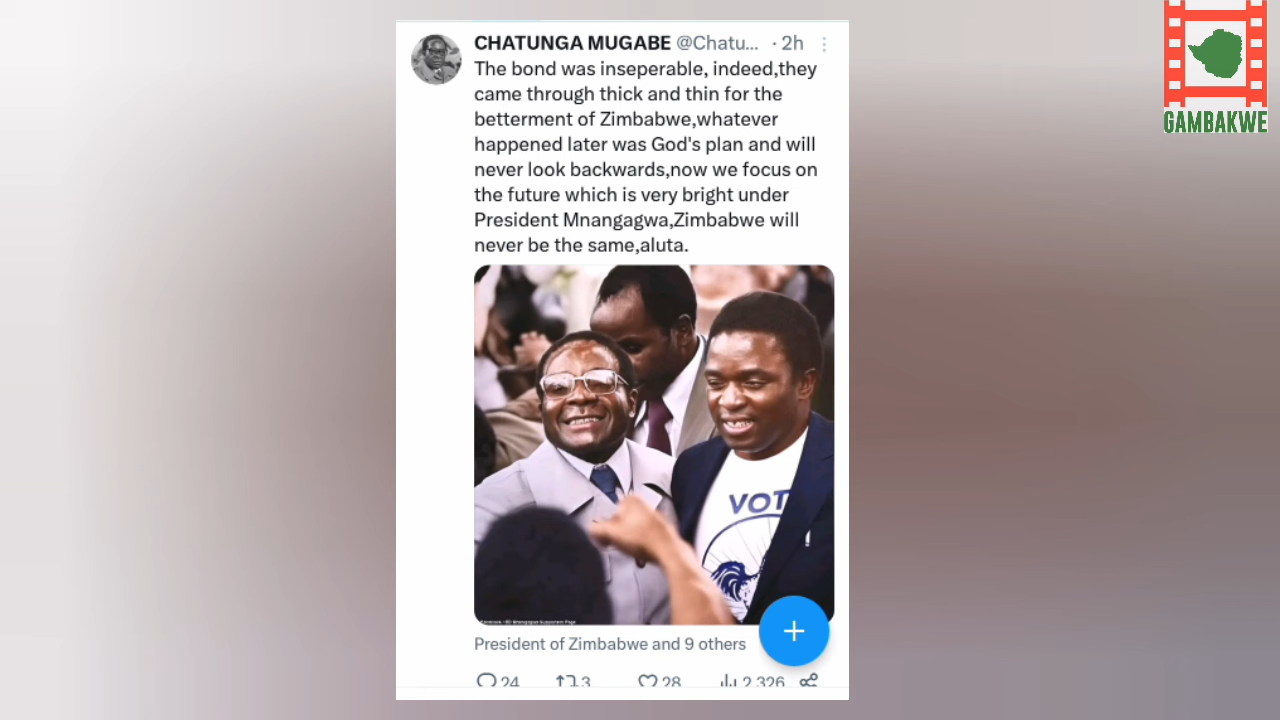 CHATUNGA MUGABE @Chatu... · 2h
The bond was inseperable, indeed,they
came through thick and thin for the
betterment of Zimbabwe,whatever
happened later was God's plan and will
never look backwards,now we focus on
the future which is very bright under
President Mnangagwa,Zimbabwe will
never be the same,aluta.
VOT
President of Zimbabwe and 9 others
24 3 28 2 326
GAMBAKWE